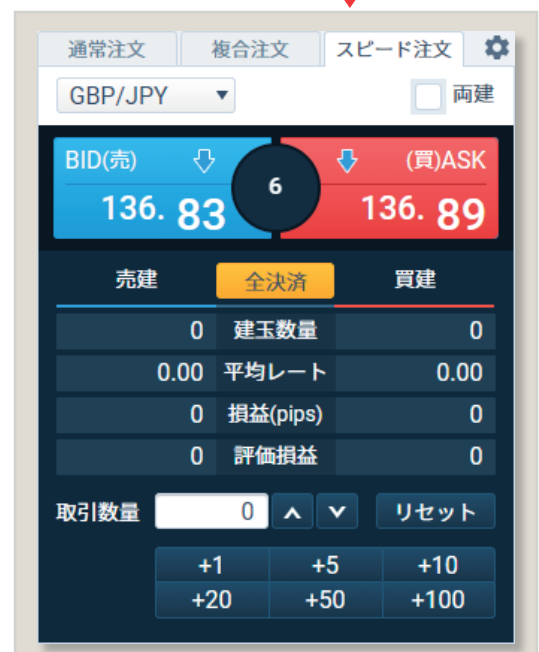 通常注文 複合注文 スピード注文
GBP/JPY 両建
BID(売) (買)ASK
136. 83 6 136. 89
売建 全決済 買建
0 建玉数量 0
0.00 平均レート 0.00
0 損益(pips) 0
0 評価損益 0
取引数量 0 リセット
+1 +5 +10
+20 +50 +100